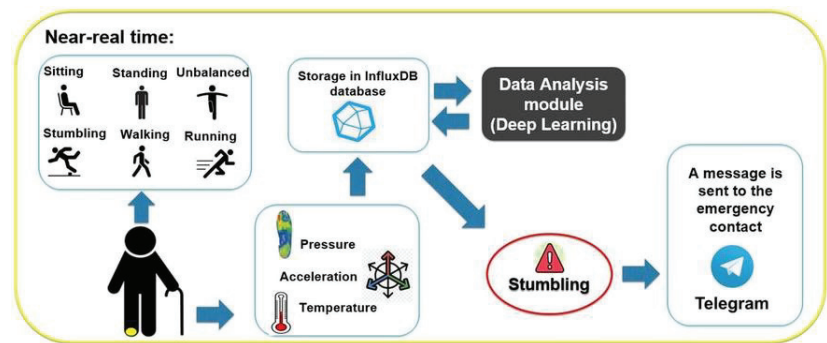 Near-real time:
Sitting
Standing
Unbalanced
Stumbling
Walking
Running
Storage in InfluxDB
database
Data Analysis
module
(Deep Learning)
Pressure
Acceleration
Temperature
Stumbling
A message is
sent to the
emergency
contact
Telegram